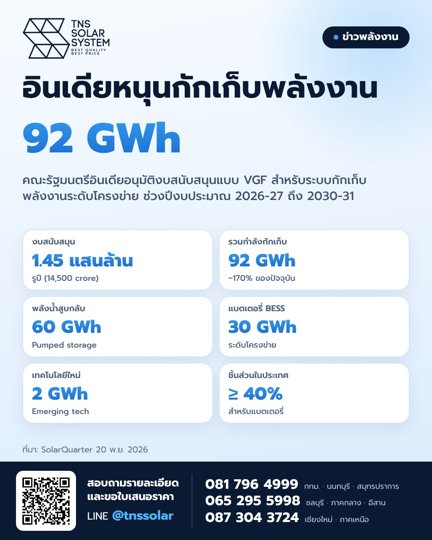 TNS
SOLAR
SYSTEM
BEST QUALITY
BEST PRICE
ข่าวพลังงาน
อินเดียหนุนกักเก็บพลังงาน
92 GWh
คณะรัฐมนตรีอินเดียอนุมัติงบสนับสนุนแบบ VGF สำหรับระบบกักเก็บ
พลังงานระดับโครงข่าย ช่วงปีงบประมาณ 2026-27 ถึง 2030-31
งบสนับสนุน
1.45 แสนล้าน
รูปี (14,500 crore)
รวมกำลังกักเก็บ
92 GWh
~170% ของปัจจุบัน
พลังน้ำสูบกลับ
60 GWh
Pumped storage
แบตเตอรี่ BESS
30 GWh
ระดับโครงข่าย
เทคโนโลยีใหม่
2 GWh
Emerging tech
ชิ้นส่วนในประเทศ
≥ 40%
สำหรับแบตเตอรี่
ที่มา: SolarQuarter 20 พ.ย. 2026
สอบถามรายละเอียด
และขอใบเสนอราคา
LINE @tnssolar
081 796 4999 กทม. · นนทบุรี · สมุทรปราการ
065 295 5998 ชลบุรี · ภาคกลาง · อีสาน
087 304 3724 เชียงใหม่ · ภาคเหนือ